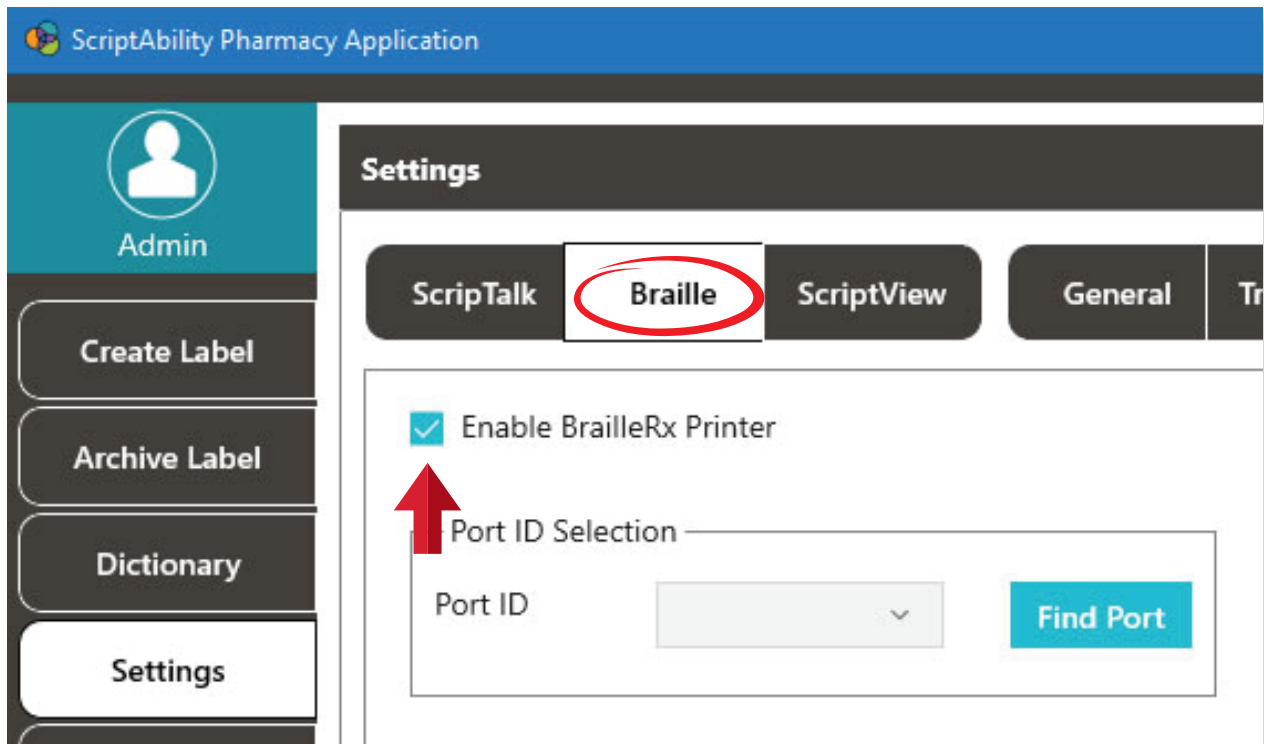 ScriptAbility Pharmacy Application
Admin
Create Label
Archive Label
Dictionary
Settings
Settings
ScripTalk
Braille
ScriptView
General
Tr
Enable BrailleRx Printer
Port ID Selection
Port ID
Find Port